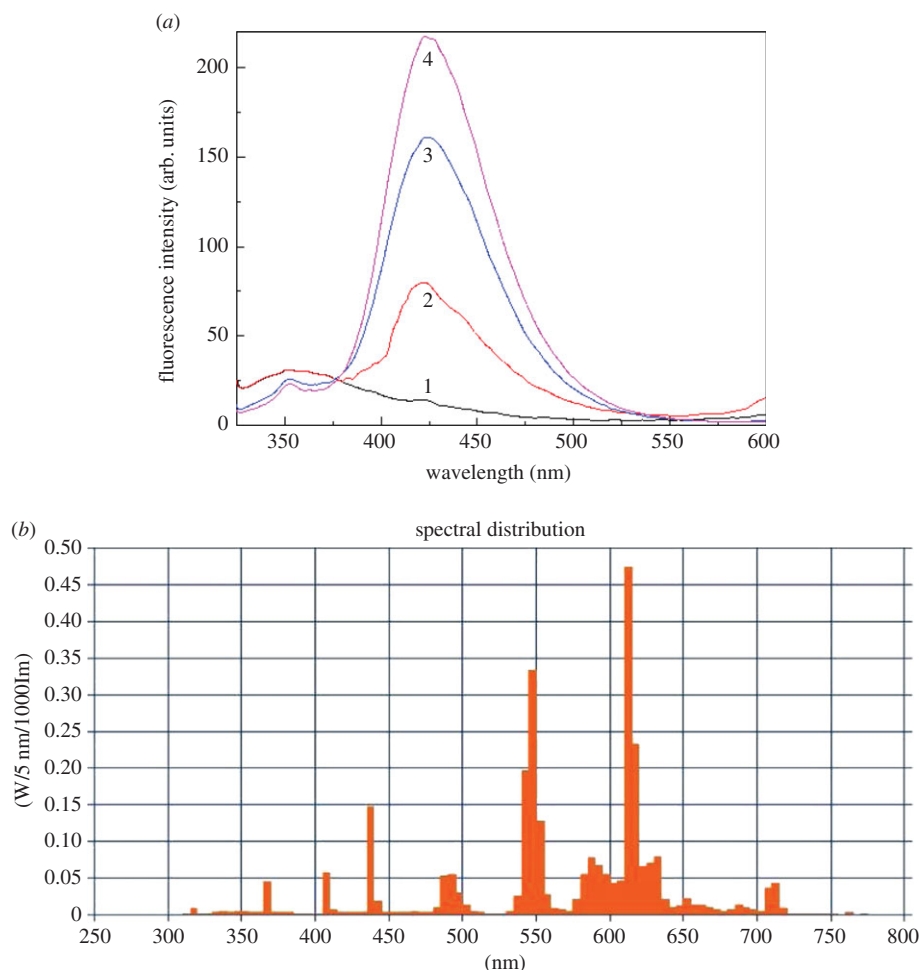 (a)
200
150
100
50
0
fluorescence intensity (arb. units)
4
3
2
1
350 400 450 500 550 600
wavelength (nm)
(b) spectral distribution
0.50
0.45
0.40
0.35
0.30
0.25
0.20
0.15
0.10
0.05
0
(W/5 nm/1000Im)
250 300 350 400 450 500 550 600 650 700 750 800
(nm)